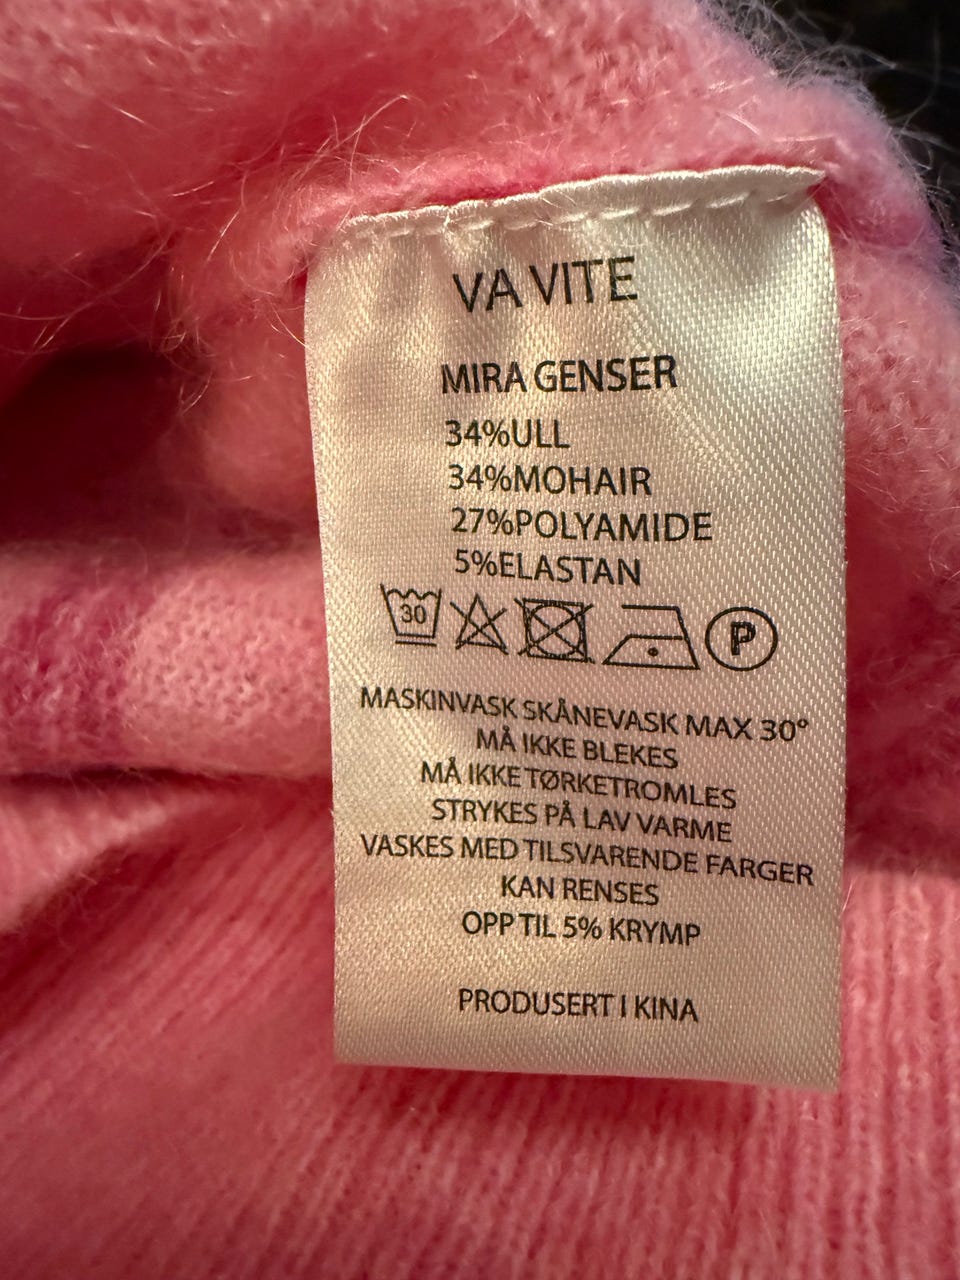 VA VITE
MIRA GENSER
34%ULL
34%MOHAIR
27%POLYAMIDE
5%ELASTAN
30 P
MASKINVASK SKÅNEVASK MAX 30°
MÅ IKKE BLEKES
MÅ IKKE TØRKETROMLES
STRYKES PÅ LAV VARME
VASKES MED TILSVARENDE FARGER
KAN RENSES
OPP TIL 5% KRYMP
PRODUSERT I KINA